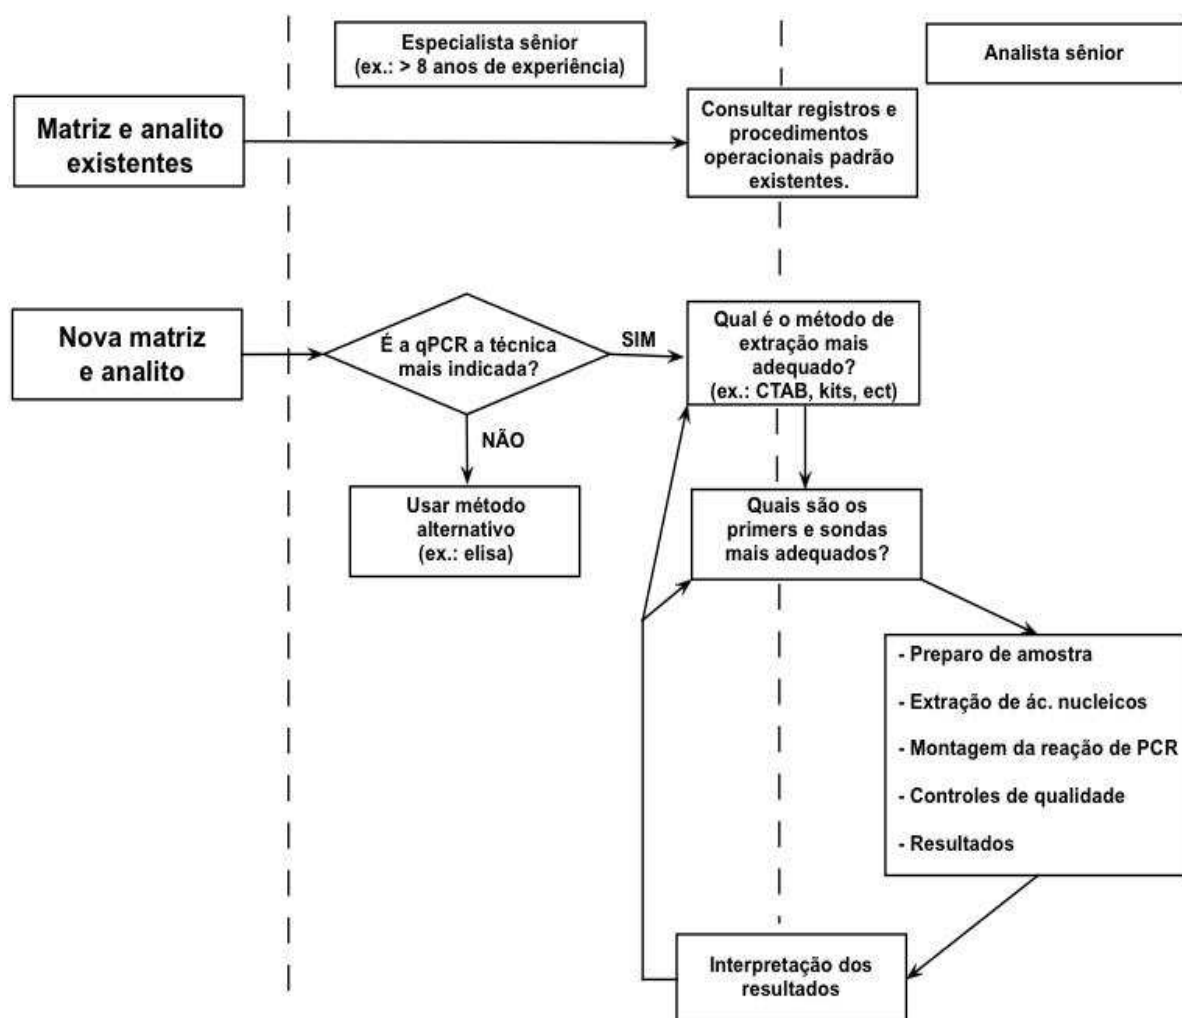 Especialista sênior
(ex.: > 8 anos de experiência)
Analista sênior
Matriz e analito
existentes
Consultar registros e
procedimentos
operacionais padrão
existentes.
Nova matriz
e analito
É a qPCR a técnica
mais indicada?
SIM
Qual é o método de
extração mais
adequado?
(ex.: CTAB, kits, ect)
NÃO
Usar método
alternativo
(ex.: elisa)
Quais são os
primers e sondas
mais adequados?
- Preparo de amostra
- Extração de ác. nucleicos
- Montagem da reação de PCR
- Controles de qualidade
- Resultados
Interpretação dos
resultados